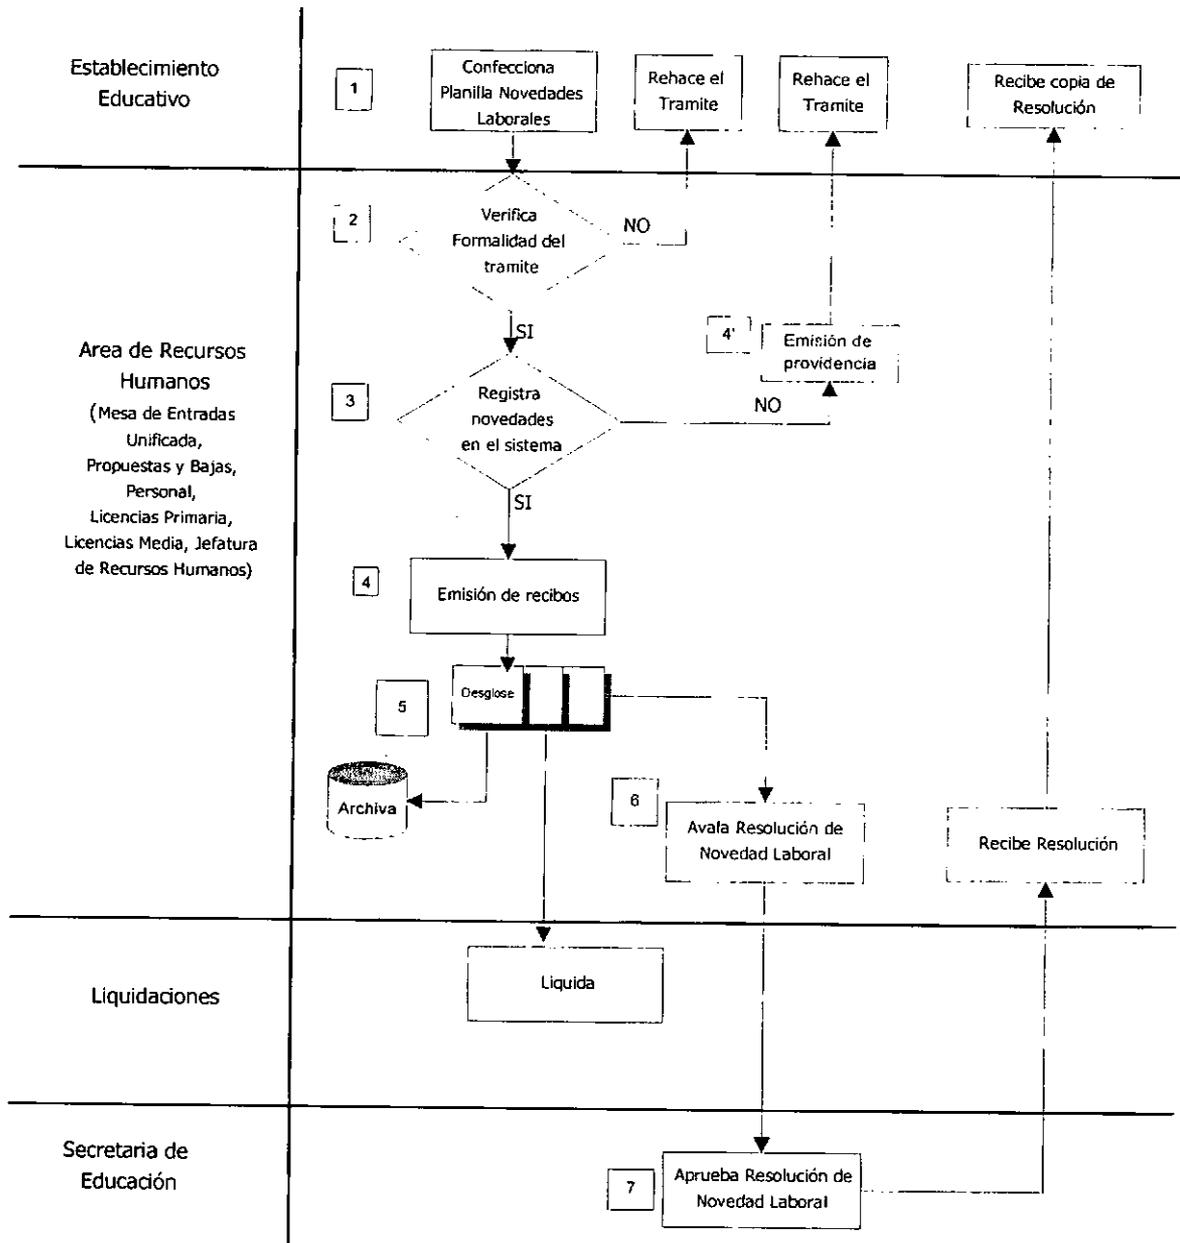 Establecimiento
Educativo
1
Confecciona
Planilla Novedades
Laborales
Rehace el
Tramite
Rehace el
Tramite
Recibe copia de
Resolución
2
Verifica
Formalidad del
tramite
NO
SI
Area de Recursos
Humanos
(Mesa de Entradas
Unificada,
Propuestas y Bajas,
Personal,
Licencias Primaria,
Licencias Media, Jefatura
de Recursos Humanos)
3
Registra
novedades
en el sistema
NO
4'
Emisión de
providencia
SI
4
Emisión de recibos
5
Desglose
Archiva
6
Avala Resolución de
Novedad Laboral
Recibe Resolución
Liquidaciones
Liquida
Secretaria de
Educación
7
Aprueba Resolución de
Novedad Laboral